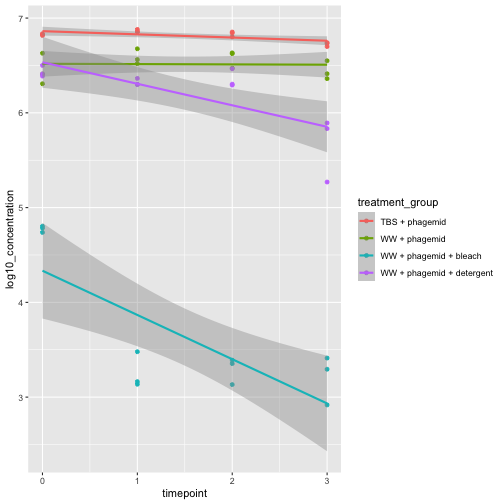 7
6
5
4
3
log10_concentration
0 1 2 3
timepoint
treatment_group
TBS + phagemid
WW + phagemid
WW + phagemid + bleach
WW + phagemid + detergent